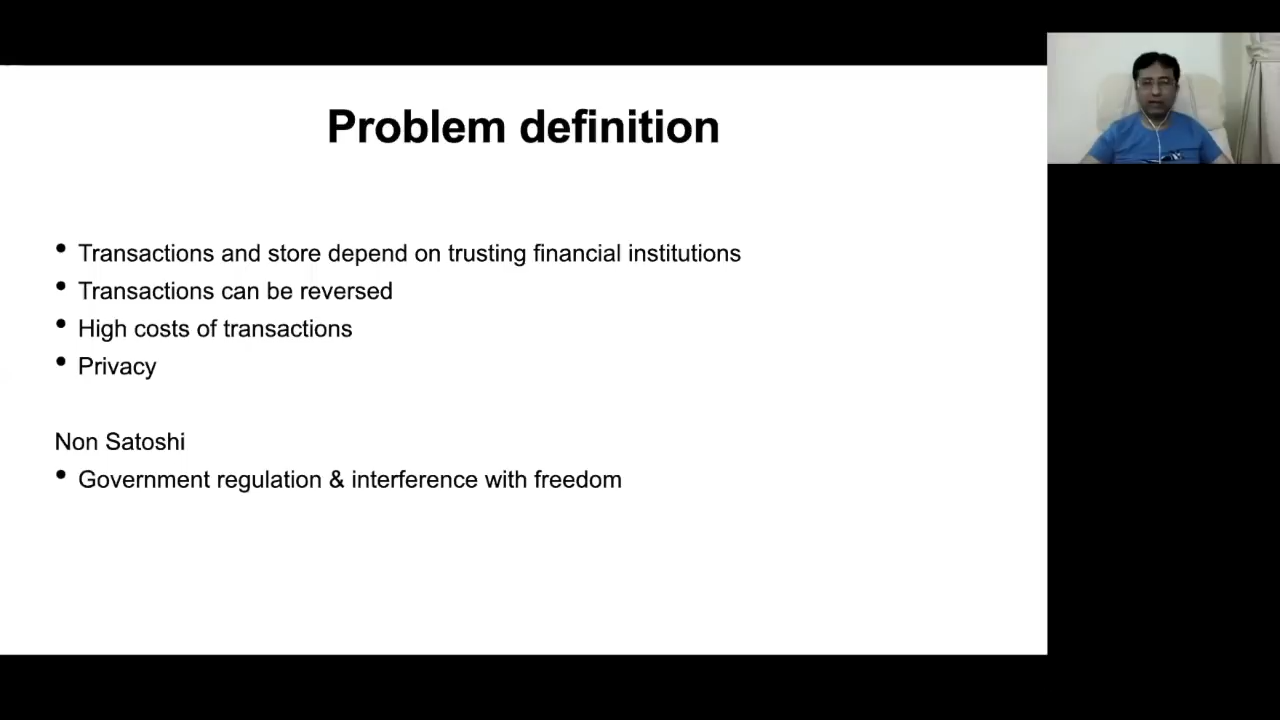 Problem definition
• Transactions and store depend on trusting financial institutions
• Transactions can be reversed
• High costs of transactions
• Privacy
Non Satoshi
• Government regulation & interference with freedom